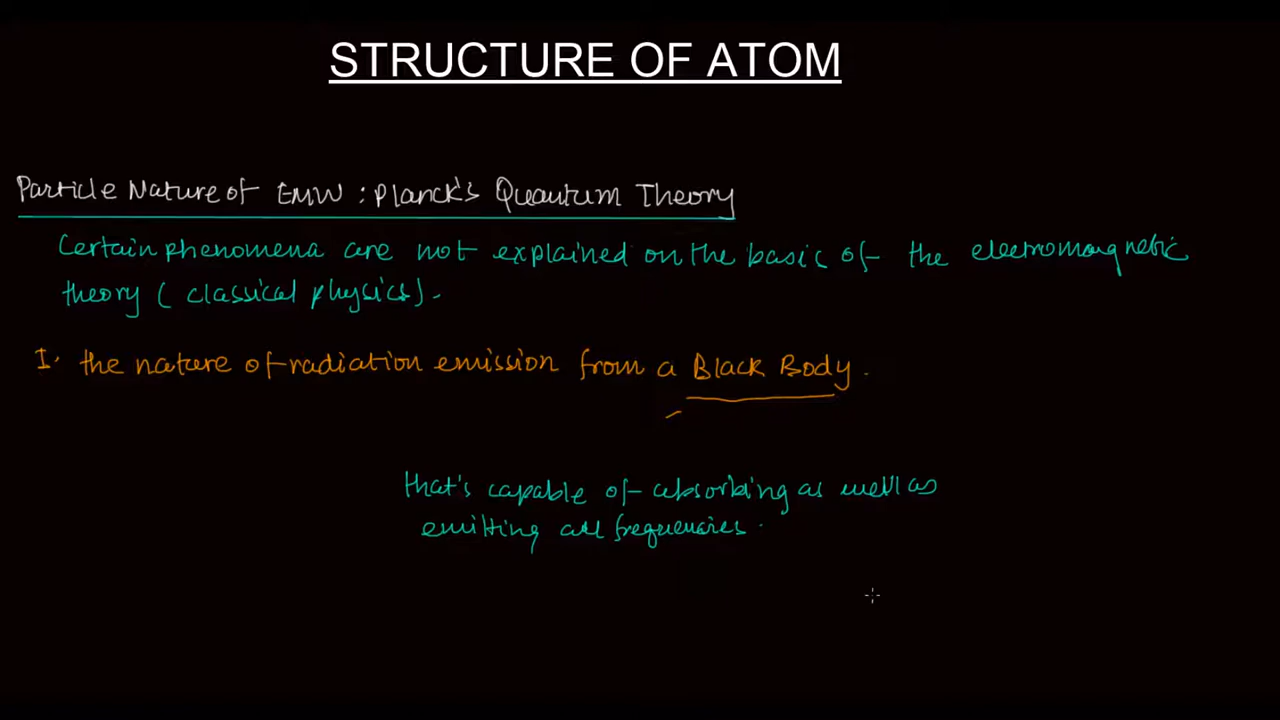 STRUCTURE OF ATOM
Particle Nature of EMW : Planck's Quantum Theory
Certain phenomena are not explained on the basic of the electromagnetic
theory ( classical physics).
I. the nature of radiation emission from a Black Body.
that's capable of absorbing as well as
emitting all frequencies.